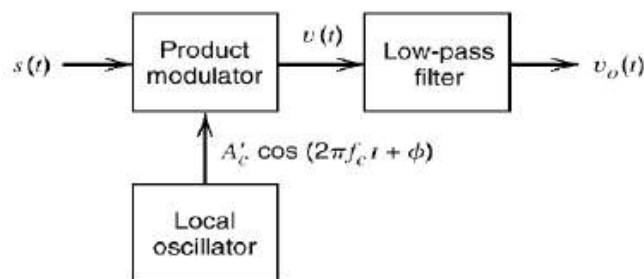 s(t)
Product
modulator
v(t)
Low-pass
filter
v_o(t)
A'_c cos (2πf_c t + ϕ)
Local
oscillator